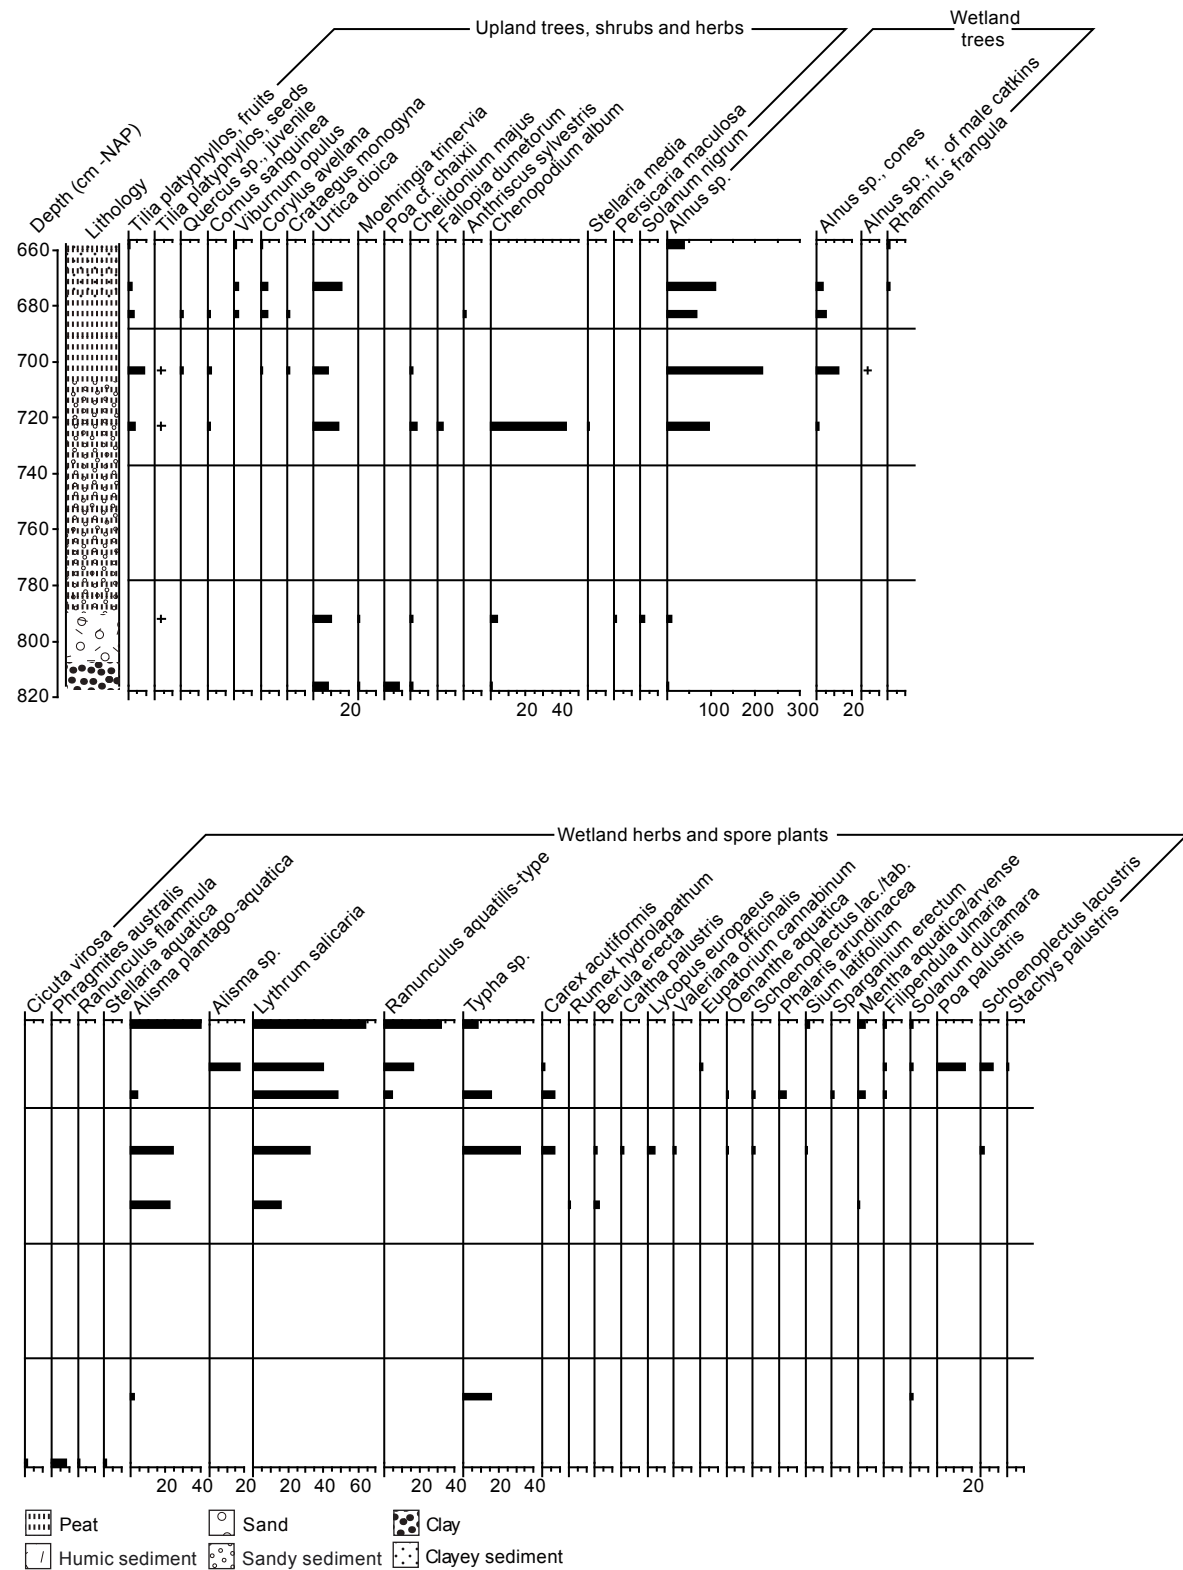 Upland trees, shrubs and herbs
Wetland
trees
Depth (cm -NAP)
Lithology
Tilia platyphyllos, fruits
Tilia platyphyllos, seeds
Quercus sp., juvenile
Cornus sanguinea
Viburnum opulus
Corylus avellana
Crataegus monogyna
Urtica dioica
Moehringia trinervia
Poa cf. chaixii
Chelidonium majus
Fallopia dumetorum
Anthriscus sylvestris
Chenopodium album
Stellaria media
Persicaria maculosa
Solanum nigrum
Alnus sp.
Alnus sp., cones
Alnus sp., fr. of male catkins
Rhamnus frangula
660
680
700
+ +
720
+
740
760
780
+
800
820
20 20 40 100 200 300 20
Wetland herbs and spore plants
Cicuta virosa
Phragmites australis
Ranunculus flammula
Stellaria aquatica
Alisma plantago-aquatica
Alisma sp.
Lythrum salicaria
Ranunculus aquatilis-type
Typha sp.
Carex acutiformis
Rumex hydrolapathum
Berula erecta
Caltha palustris
Lycopus europaeus
Valeriana officinalis
Eupatorium cannabinum
Oenanthe aquatica
Schoenoplectus lac./tab.
Phalaris arundinacea
Sium latifolium
Sparganium erectum
Mentha aquatica/arvense
Filipendula ulmaria
Solanum dulcamara
Poa palustris
Schoenoplectus lacustris
Stachys palustris
20 40 20 20 40 60 20 40 20 40 20
Peat Sand Clay
Humic sediment Sandy sediment Clayey sediment